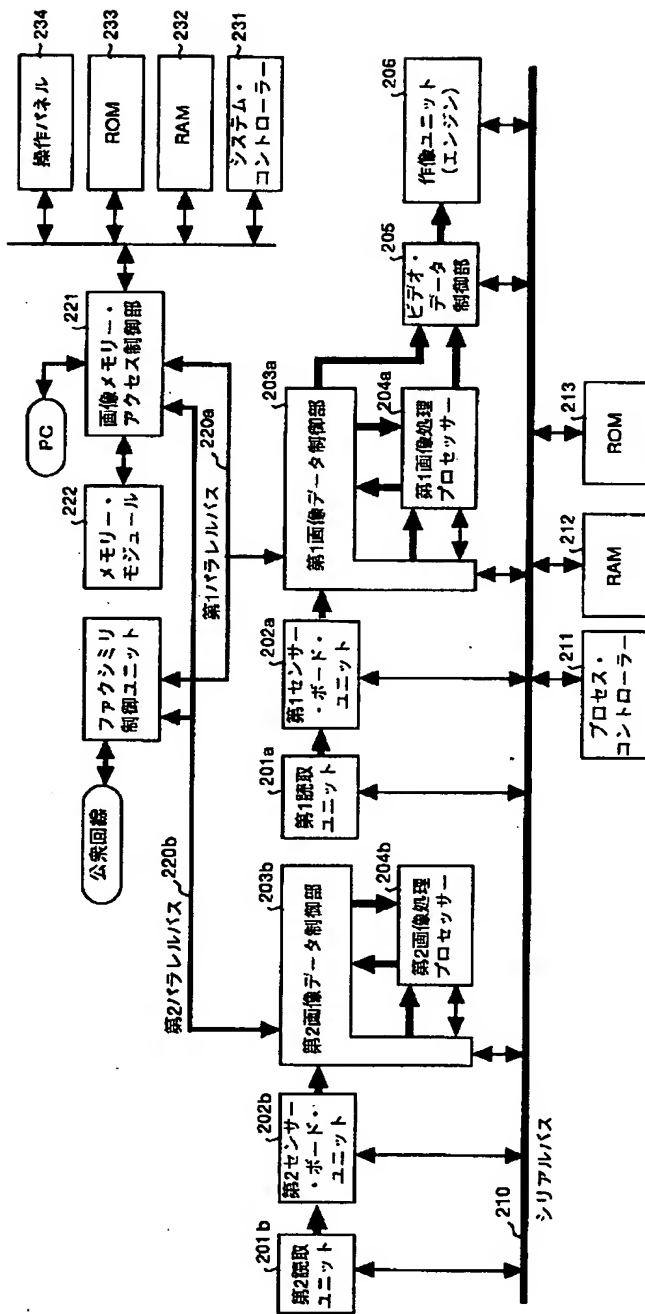 234
操作パネル
233
ROM
232
RAM
231
システム・
コントローラー
221
画像メモリー・
アクセス制御部
PC
222
メモリー・
モジュール
ファクシミリ
制御ユニット
公衆回線
第1パラレルバス
220a
第2パラレルバス
220b
206
作像ユニット
(エンジン)
205
ビデオ・
データ
制御部
203a
第1画像データ制御部
204a
第1画像処理
プロセッサー
202a
第1センサー
・ボード・
ユニット
201a
第1読取
ユニット
203b
第2画像データ制御部
204b
第2画像処理
プロセッサー
202b
第2センサー
・ボード・
ユニット
201b
第2読取
ユニット
213
ROM
212
RAM
211
プロセス・
コントローラー
210
シリアルバス